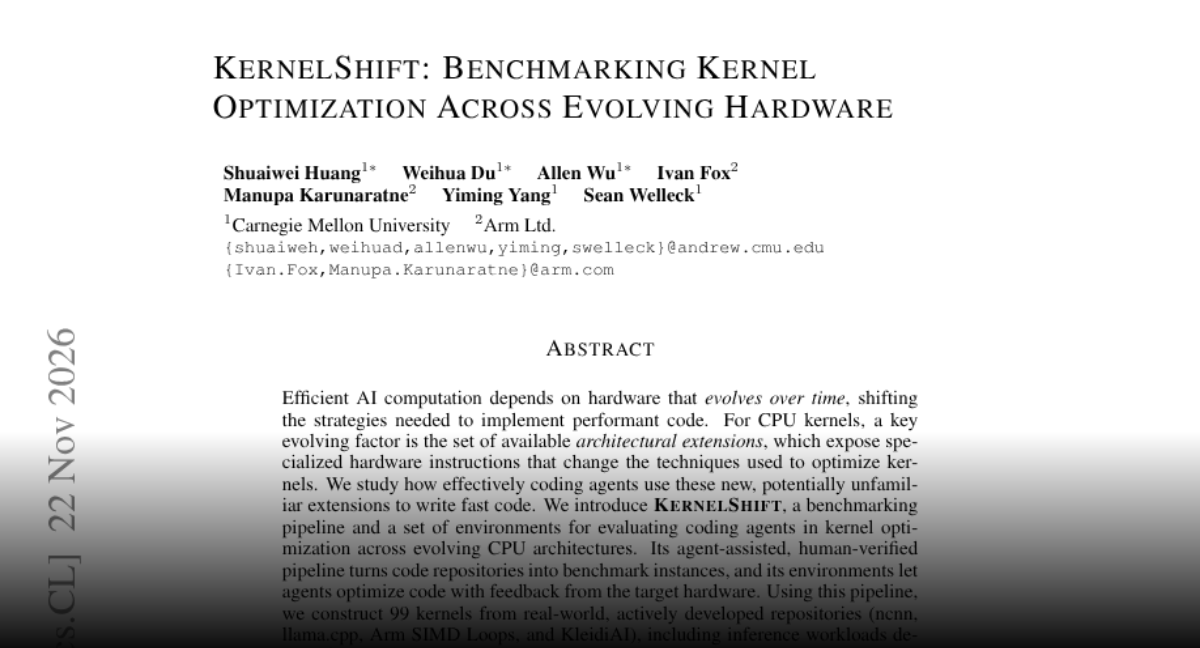 KERNELSHIFT: BENCHMARKING KERNEL
OPTIMIZATION ACROSS EVOLVING HARDWARE
Shuaiwei Huang1* Weihua Du1* Allen Wu1* Ivan Fox2
Manupa Karunaratne2 Yiming Yang1 Sean Welleck1
1Carnegie Mellon University 2Arm Ltd.
{shuaiweh,weihuad,allenwu,yiming,swelleck}@andrew.cmu.edu
{Ivan.Fox,Manupa.Karunaratne}@arm.com
ABSTRACT
Efficient AI computation depends on hardware that evolves over time, shifting
the strategies needed to implement performant code. For CPU kernels, a key
evolving factor is the set of available architectural extensions, which expose spe-
cialized hardware instructions that change the techniques used to optimize ker-
nels. We study how effectively coding agents use these new, potentially unfamil-
iar extensions to write fast code. We introduce KERNELSHIFT, a benchmarking
pipeline and a set of environments for evaluating coding agents in kernel opti-
mization across evolving CPU architectures. Its agent-assisted, human-verified
pipeline turns code repositories into benchmark instances, and its environments let
agents optimize code with feedback from the target hardware. Using this pipeline,
we construct 99 kernels from real-world, actively developed repositories (ncnn,
llama.cpp, Arm SIMD Loops, and KleidiAI), including inference workloads de-
s.CL] 22 Nov 2026